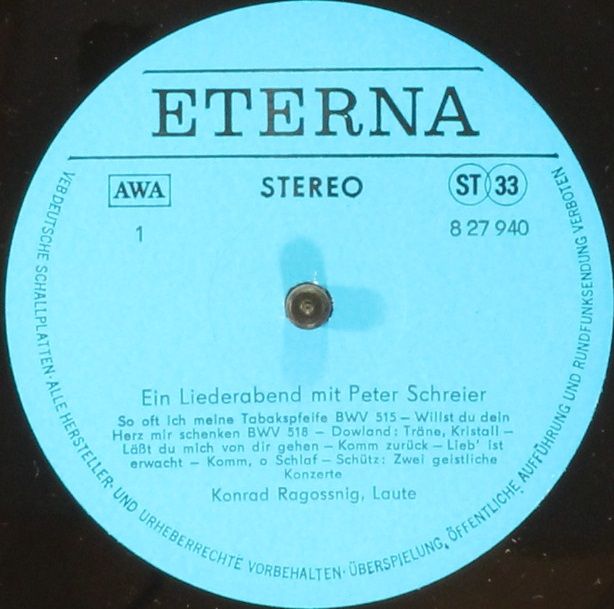 ETERNA
AWA
STEREO
ST 33
1
8 27 940
Ein Liederabend mit Peter Schreier
So oft ich meine Tabakspfeife BWV 515 – Willst du dein
Herz mir schenken BWV 518 – Dowland: Träne, Kristall –
Läßt du mich von dir gehen – Komm zurück – Lieb' ist
erwacht – Komm, o Schlaf – Schütz: Zwei geistliche
Konzerte
Konrad Ragossnig, Laute
VEB DEUTSCHE SCHALLPLATTEN · ALLE HERSTELLER- UND URHEBERRECHTE VORBEHALTEN · ÜBERSPIELUNG, ÖFFENTLICHE AUFFÜHRUNG UND RUNDFUNKSENDUNG VERBOTEN